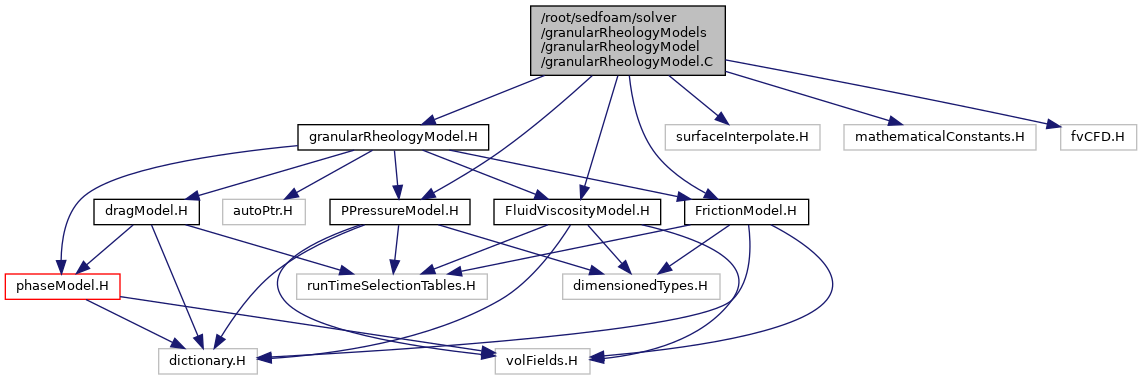 /root/sedfoam/solver
/granularRheologyModels
/granularRheologyModel
/granularRheologyModel.C
granularRheologyModel.H
surfaceInterpolate.H
mathematicalConstants.H
fvCFD.H
dragModel.H
autoPtr.H
PPressureModel.H
FluidViscosityModel.H
FrictionModel.H
phaseModel.H
runTimeSelectionTables.H
dimensionedTypes.H
dictionary.H
volFields.H